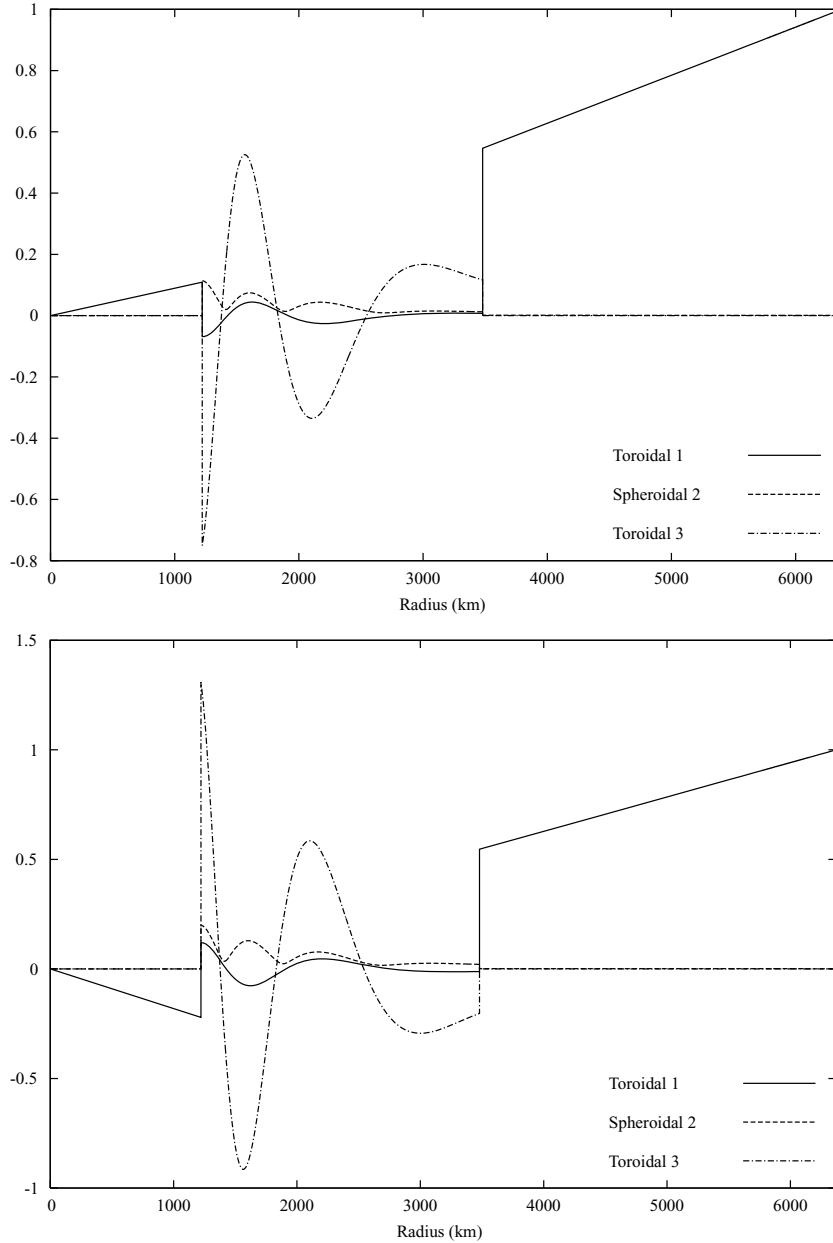 1
0.8
0.6
0.4
0.2
0
-0.2
-0.4
-0.6
-0.8
Toroidal 1
Spheroidal 2
Toroidal 3
0 1000 2000 3000 4000 5000 6000
Radius (km)
1.5
1
0.5
0
-0.5
-1
Toroidal 1
Spheroidal 2
Toroidal 3
0 1000 2000 3000 4000 5000 6000
Radius (km)